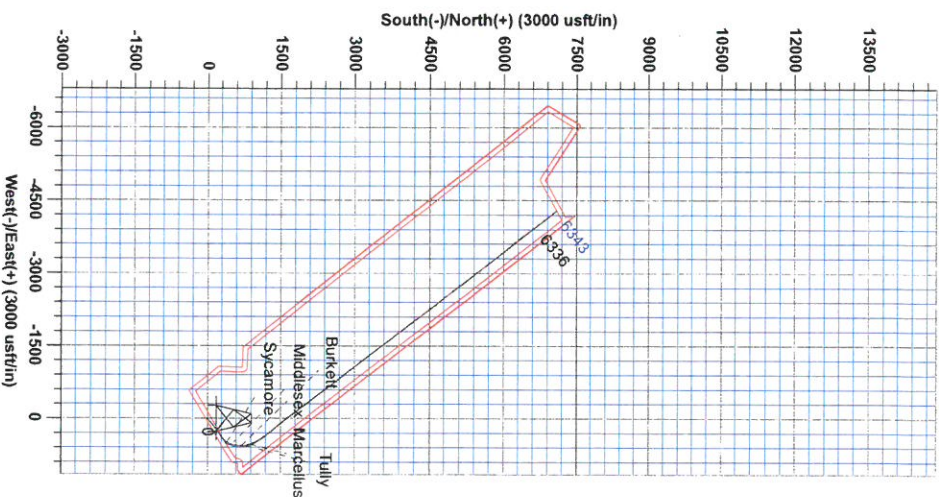 South(-)/North(+) (3000 usft/in)
-3000
-1500
0
1500
3000
4500
6000
7500
9000
10500
12000
13500
-6000
-4500
-3000
-1500
0
West(-)/East(+) (3000 usft/in)
6343
6336
Burkett
Tully
Middlesex
Marcellus
Sycamore
0